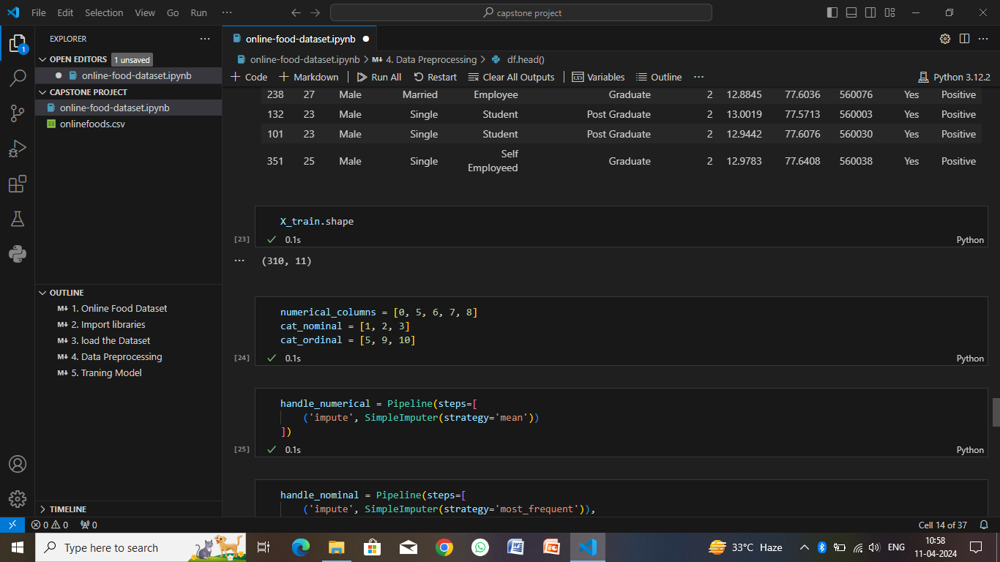 File Edit Selection View Go Run ··· capstone project
EXPLORER ···
OPEN EDITORS 1 unsaved
online-food-dataset.ipynb
CAPSTONE PROJECT
online-food-dataset.ipynb
onlinefoods.csv
OUTLINE
1. Online Food Dataset
2. Import libraries
3. load the Dataset
4. Data Preprocessing
5. Traning Model
TIMELINE
online-food-dataset.ipynb
online-food-dataset.ipynb > M↓ 4. Data Preprocessing > df.head()
+ Code + Markdown | Run All Restart Clear All Outputs | Variables Outline ··· Python 3.12.2
238 27 Male Married Employee Graduate 2 12.8845 77.6036 560076 Yes Positive
132 23 Male Single Student Post Graduate 2 13.0019 77.5713 560003 Yes Positive
101 23 Male Single Student Post Graduate 2 12.9442 77.6076 560030 Yes Positive
351 25 Male Single Self Employeed Graduate 2 12.9783 77.6408 560038 Yes Positive
X_train.shape
[23] 0.1s Python
(310, 11)
numerical_columns = [0, 5, 6, 7, 8]
cat_nominal = [1, 2, 3]
cat_ordinal = [5, 9, 10]
[24] 0.1s Python
handle_numerical = Pipeline(steps=[
('impute', SimpleImputer(strategy='mean'))
])
[25] 0.1s Python
handle_nominal = Pipeline(steps=[
('impute', SimpleImputer(strategy='most_frequent')),
0 0 0 Cell 14 of 37
Type here to search 33°C Haze ENG 10:58
11-04-2024